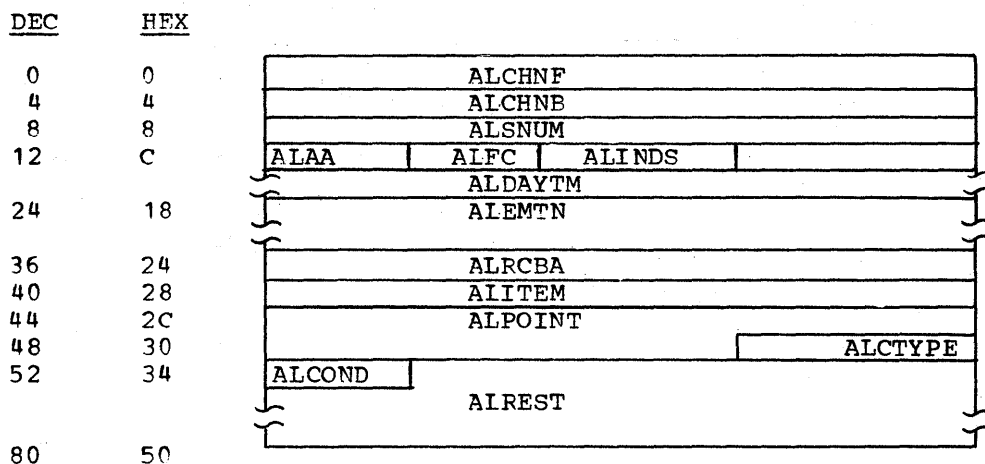 DEC HEX
0 0 ALCHNF
4 4 ALCHNB
8 8 ALSNUM
12 C ALAA ALFC ALINDS
ALDAYTM
24 18 ALEMTN
36 24 ALRCBA
40 28 ALITEM
44 2C ALPOINT
48 30 ALCTYPE
52 34 ALCOND
ALREST
80 50